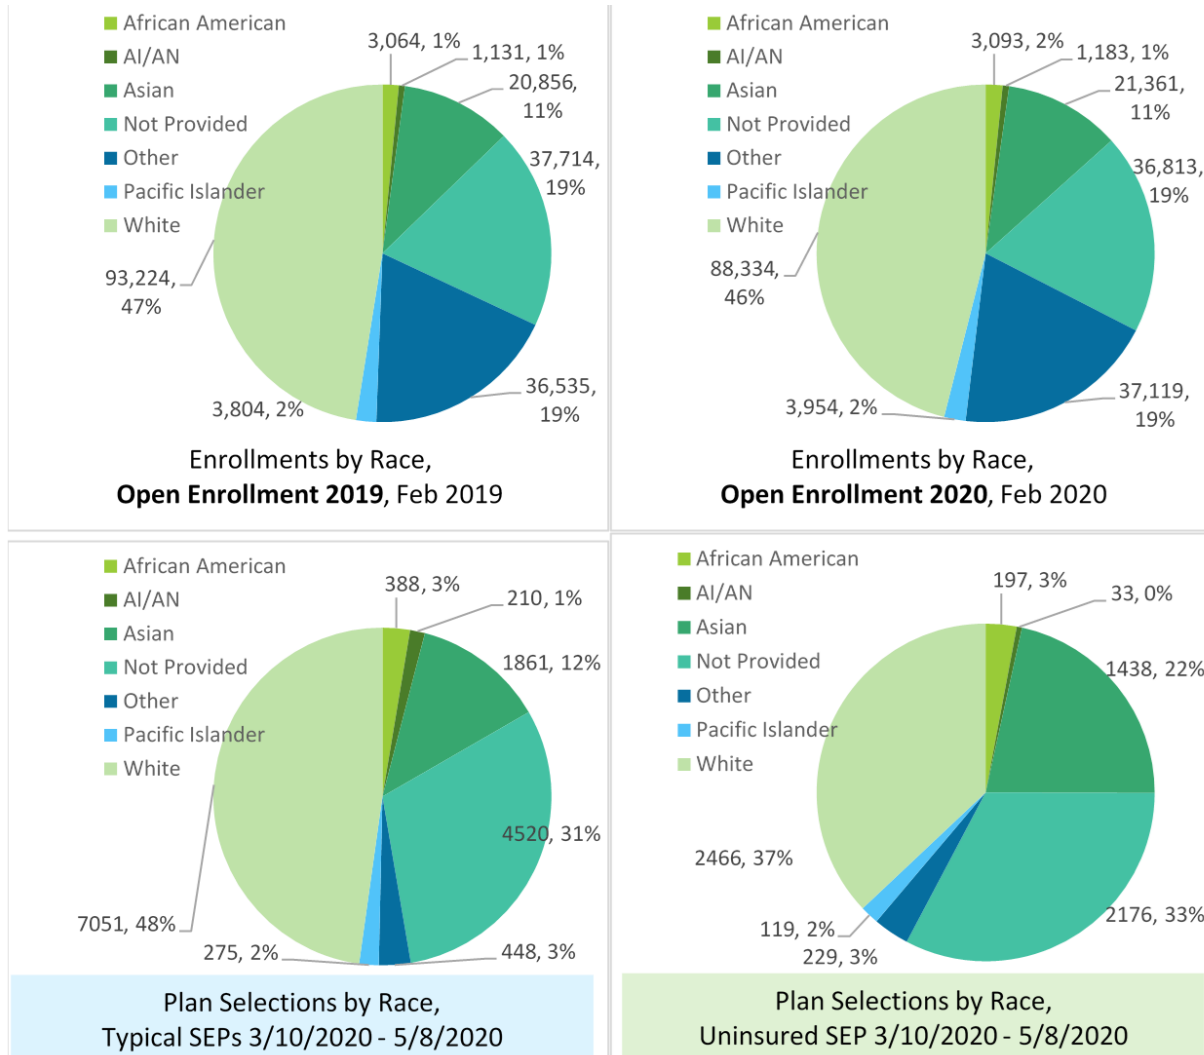 African American
AI/AN
Asian
Not Provided
Other
Pacific Islander
White
3,064, 1%
1,131, 1%
20,856,
11%
37,714,
19%
36,535,
19%
3,804, 2%
93,224,
47%
Enrollments by Race,
Open Enrollment 2019, Feb 2019
African American
AI/AN
Asian
Not Provided
Other
Pacific Islander
White
3,093, 2%
1,183, 1%
21,361,
11%
36,813,
19%
37,119,
19%
3,954, 2%
88,334,
46%
Enrollments by Race,
Open Enrollment 2020, Feb 2020
African American
AI/AN
Asian
Not Provided
Other
Pacific Islander
White
388, 3%
210, 1%
1861, 12%
4520, 31%
448, 3%
275, 2%
7051, 48%
Plan Selections by Race,
Typical SEPs 3/10/2020 - 5/8/2020
African American
AI/AN
Asian
Not Provided
Other
Pacific Islander
White
197, 3%
33, 0%
1438, 22%
2176, 33%
229, 3%
119, 2%
2466, 37%
Plan Selections by Race,
Uninsured SEP 3/10/2020 - 5/8/2020